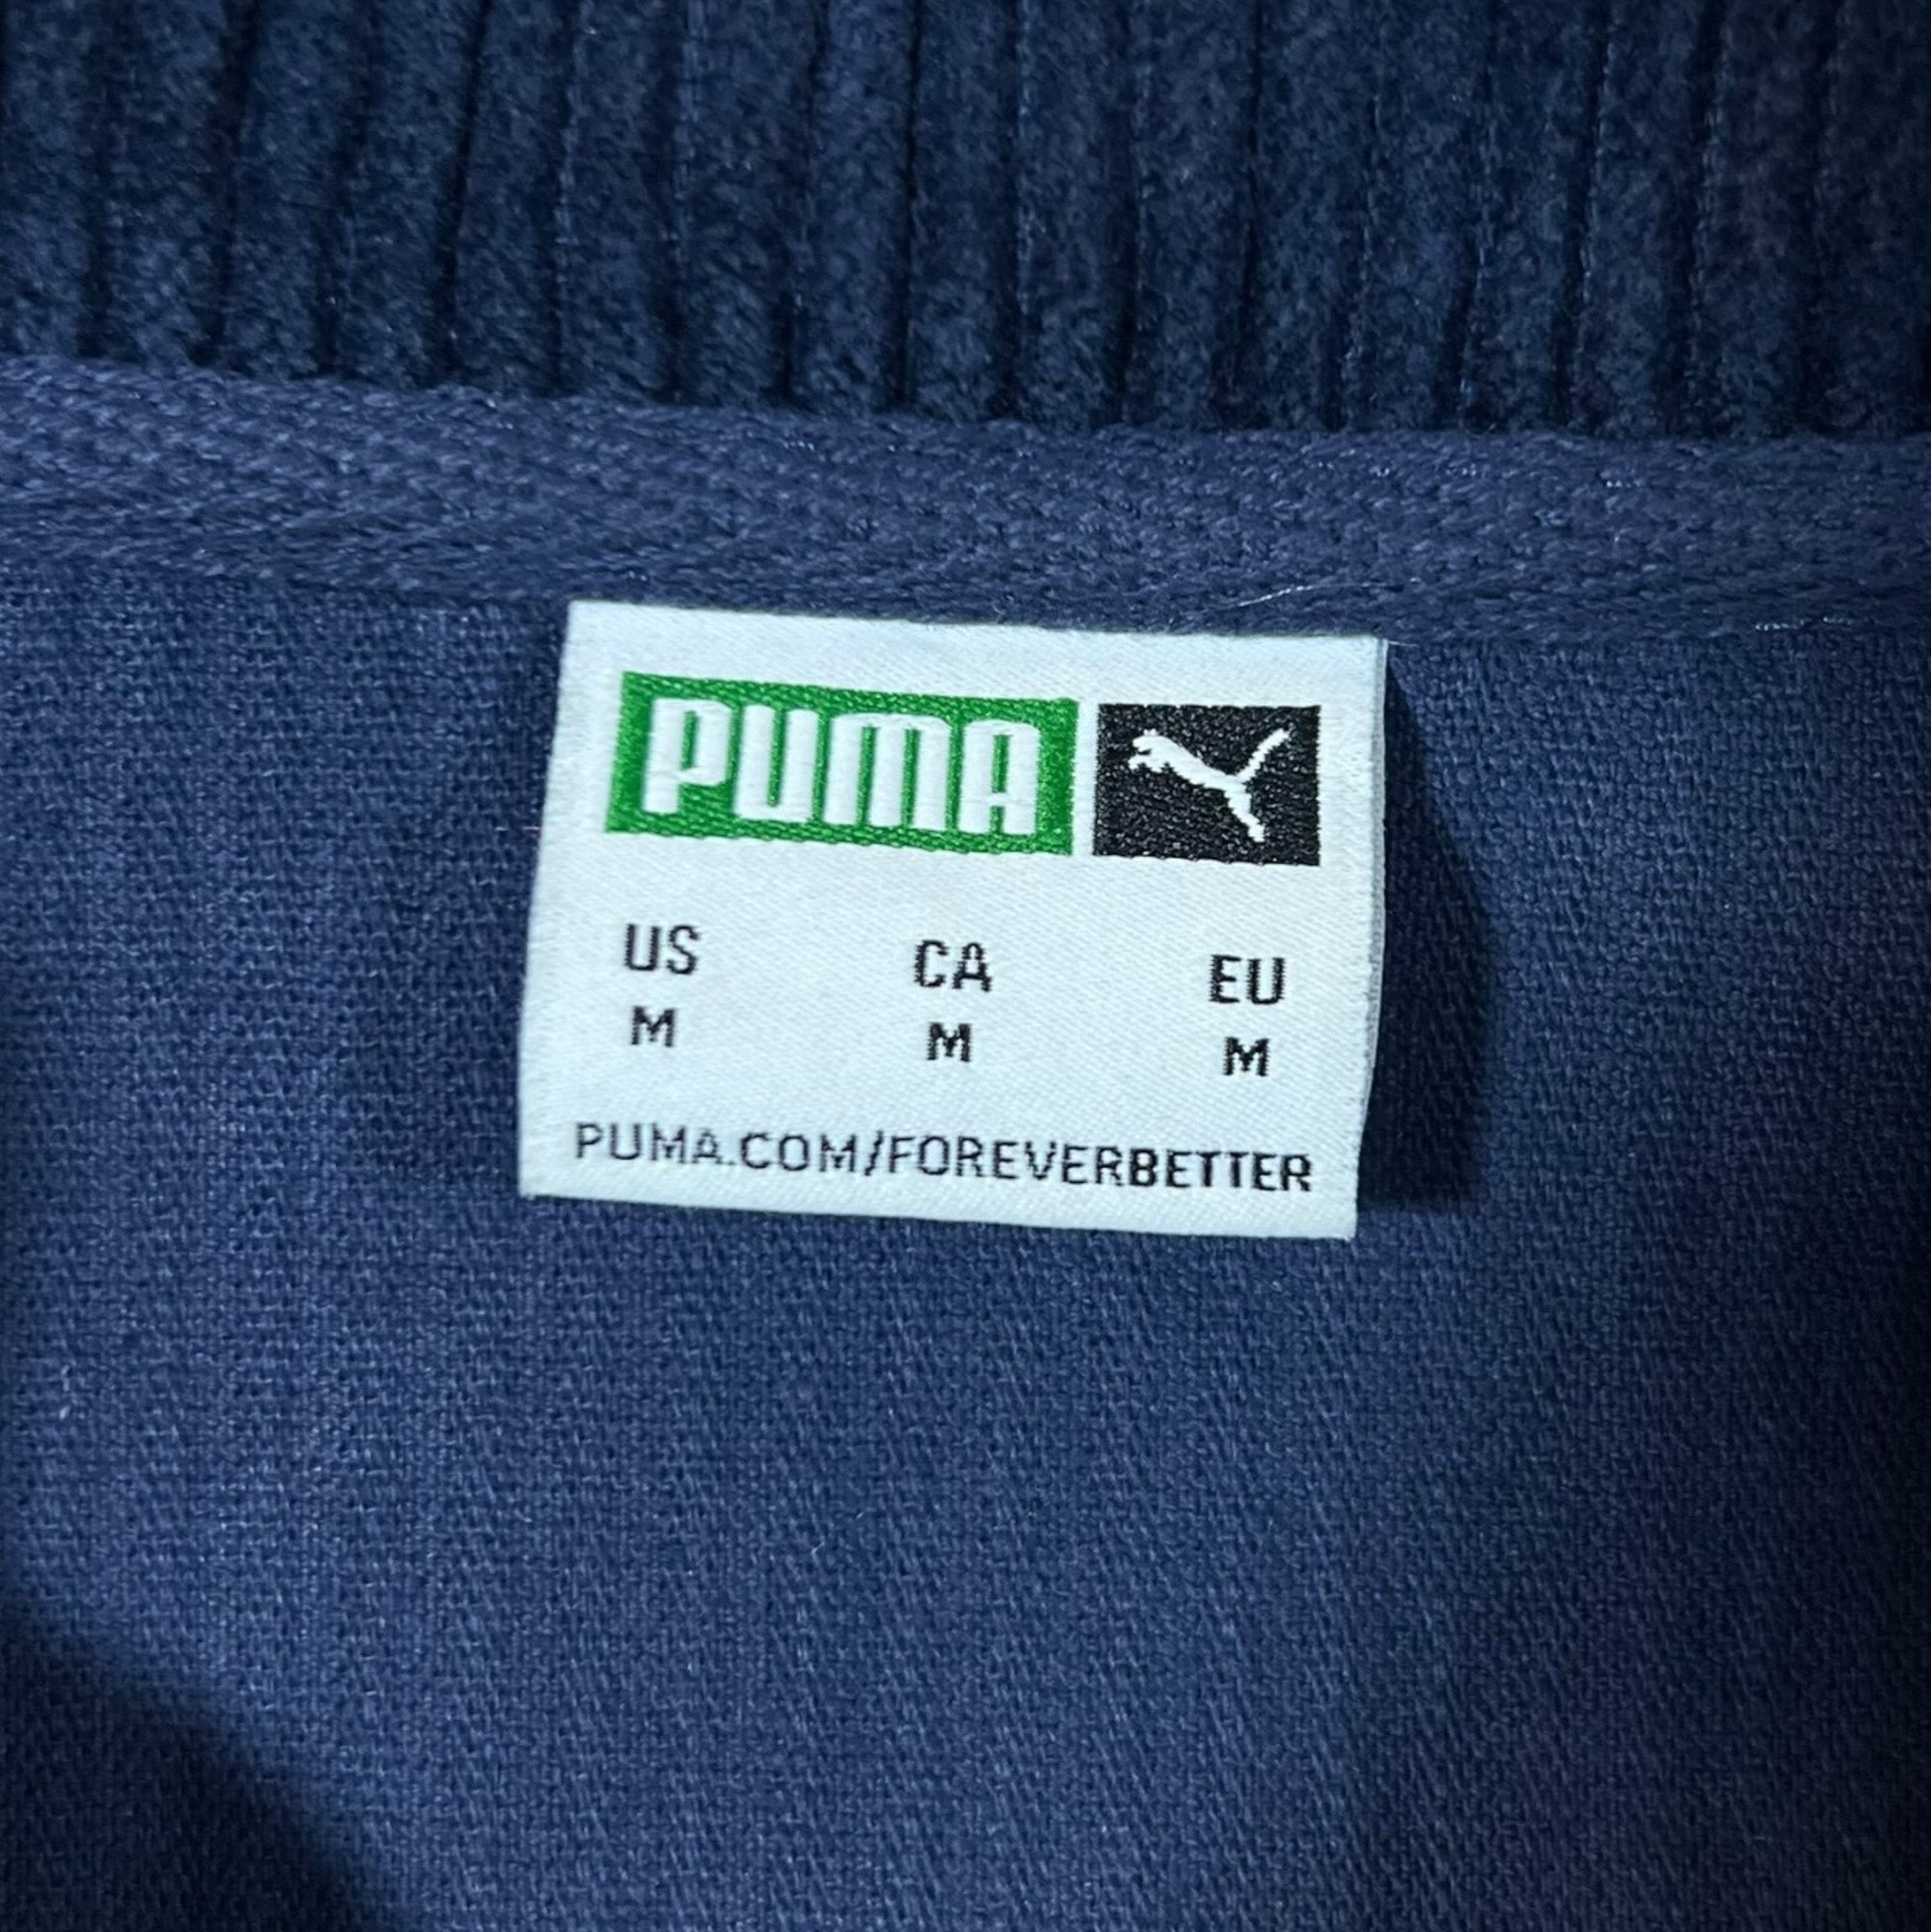 PUMA
US CA EU
M M M
PUMA.COM/FOREVERBETTER